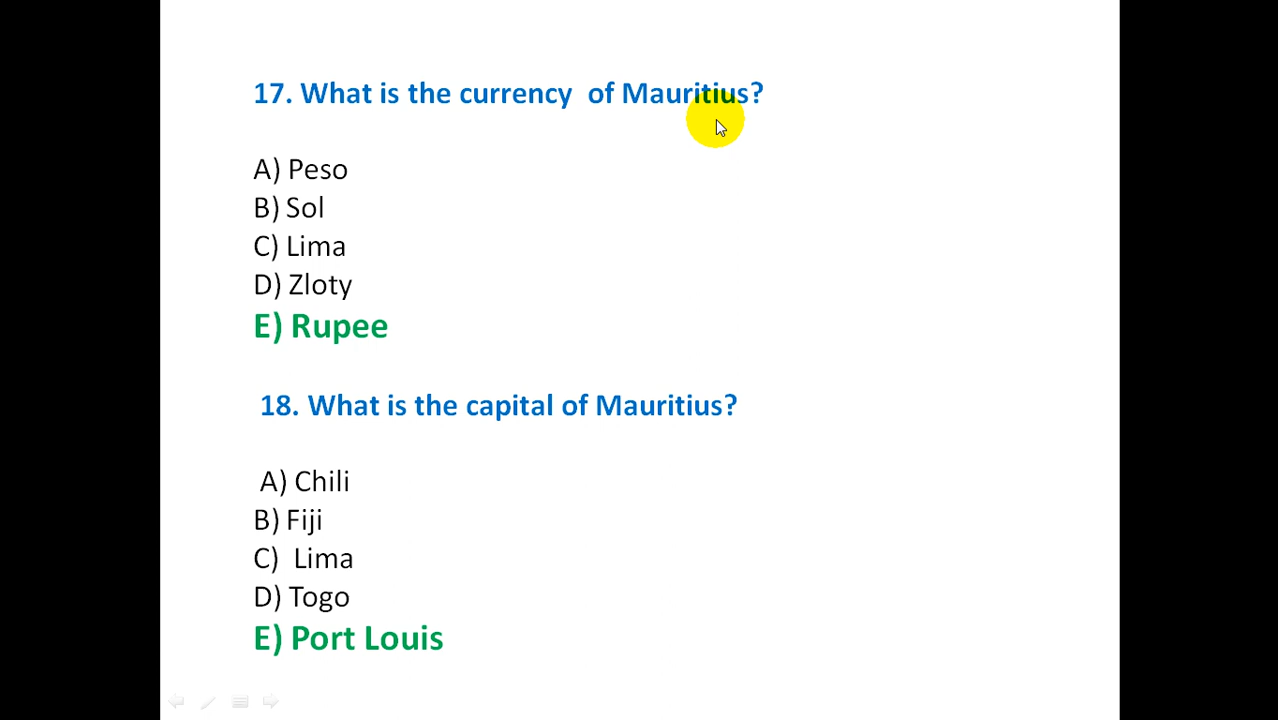 17. What is the currency  of Mauritius?
A) Peso
B) Sol
C) Lima
D) Zloty
E) Rupee
18. What is the capital of Mauritius?
A) Chili
B) Fiji
C)  Lima
D) Togo
E) Port Louis